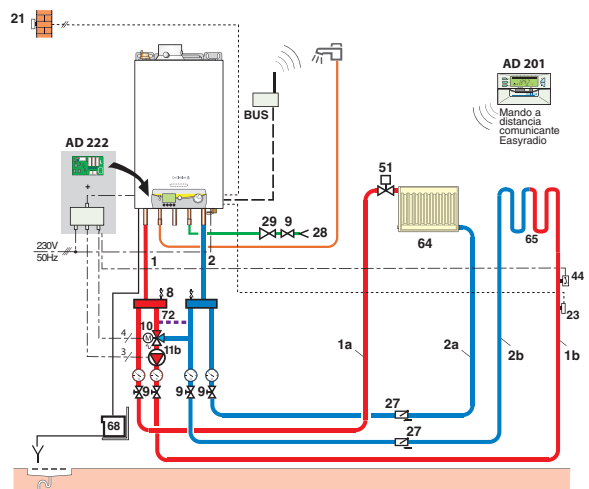 21
AD 201
BUS
Mando a
distancia
comunicante
Easyradio
AD 222
+
51
29
9
28
64
65
230V
50Hz
1
2
44
8
72
23
10
M
4
11b
3
1a
2a
2b
1b
9
9
9
27
27
68